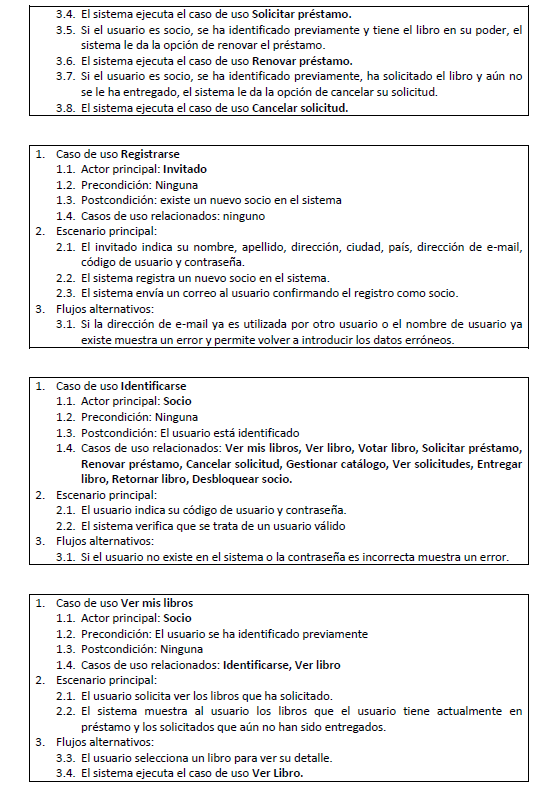 3.4. El sistema ejecuta el caso de uso Solicitar préstamo.
3.5. Si el usuario es socio, se ha identificado previamente y tiene el libro en su poder, el
sistema le da la opción de renovar el préstamo.
3.6. El sistema ejecuta el caso de uso Renovar préstamo.
3.7. Si el usuario es socio, se ha identificado previamente, ha solicitado el libro y aún no
se le ha entregado, el sistema le da la opción de cancelar su solicitud.
3.8. El sistema ejecuta el caso de uso Cancelar solicitud.
1. Caso de uso Registrarse
1.1. Actor principal: Invitado
1.2. Precondición: Ninguna
1.3. Postcondición: existe un nuevo socio en el sistema
1.4. Casos de uso relacionados: ninguno
2. Escenario principal:
2.1. El invitado indica su nombre, apellido, dirección, ciudad, país, dirección de e-mail,
código de usuario y contraseña.
2.2. El sistema registra un nuevo socio en el sistema.
2.3. El sistema envía un correo al usuario confirmando el registro como socio.
3. Flujos alternativos:
3.1. Si la dirección de e-mail ya es utilizada por otro usuario o el nombre de usuario ya
existe muestra un error y permite volver a introducir los datos erróneos.
1. Caso de uso Identificarse
1.1. Actor principal: Socio
1.2. Precondición: Ninguna
1.3. Postcondición: El usuario está identificado
1.4. Casos de uso relacionados: Ver mis libros, Ver libro, Votar libro, Solicitar préstamo,
Renovar préstamo, Cancelar solicitud, Gestionar catálogo, Ver solicitudes, Entregar
libro, Retornar libro, Desbloquear socio.
2. Escenario principal:
2.1. El usuario indica su código de usuario y contraseña.
2.2. El sistema verifica que se trata de un usuario válido
3. Flujos alternativos:
3.1. Si el usuario no existe en el sistema o la contraseña es incorrecta muestra un error.
1. Caso de uso Ver mis libros
1.1. Actor principal: Socio
1.2. Precondición: El usuario se ha identificado previamente
1.3. Postcondición: Ninguna
1.4. Casos de uso relacionados: Identificarse, Ver libro
2. Escenario principal:
2.1. El usuario solicita ver los libros que ha solicitado.
2.2. El sistema muestra al usuario los libros que el usuario tiene actualmente en
préstamo y los solicitados que aún no han sido entregados.
3. Flujos alternativos:
3.3. El usuario selecciona un libro para ver su detalle.
3.4. El sistema ejecuta el caso de uso Ver Libro.